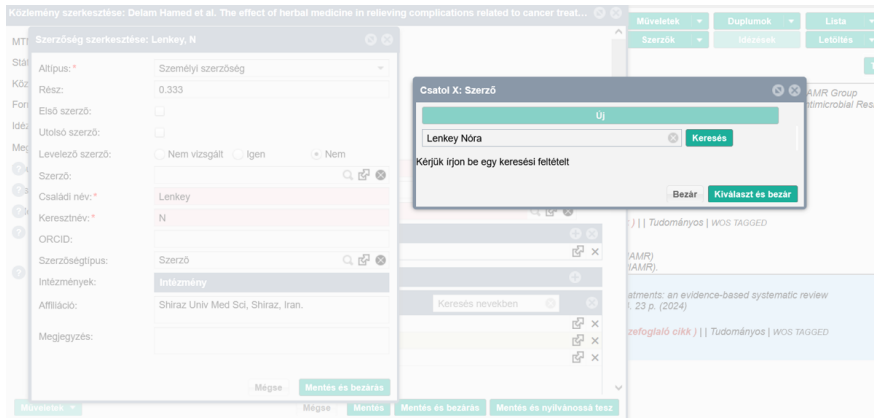 Közlemény szerkesztése: Delam Hamed et al. The effect of herbal medicine in relieving complications related to cancer treat...
Szerzőség szerkesztése: Lenkey, N
Altípus: *
Személyi szerzőség
Rész:
0.333
Első szerző:
Utolsó szerző:
Levelező szerző:
Nem vizsgált
Igen
Nem
Szerző:
Családi név: *
Lenkey
Keresztnév: *
N
ORCID:
Szerzőségtípus:
Szerző
Intézmények:
Intézmény
Affiliáció:
Shiraz Univ Med Sci, Shiraz, Iran.
Megjegyzés:
Mégse
Mentés és bezárás
Csatol X: Szerző
Új
Lenkey Nóra
Keresés
Kérjük írjon be egy keresési feltételt
Bezár
Kiválaszt és bezár
Keresés nevekben
Műveletek
Mégse
Mentés
Mentés és bezárás
Mentés és nyilvánossá tesz
Műveletek
Duplumok
Lista
Szerzők
Idézések
Letöltés
AMR Group
ntimicrobial Res
) | | Tudományos | WOS TAGGED
AMR)
(AMR).
atments: an evidence-based systematic review
23 p. (2024)
zefoglaló cikk ) | | Tudományos | WOS TAGGED